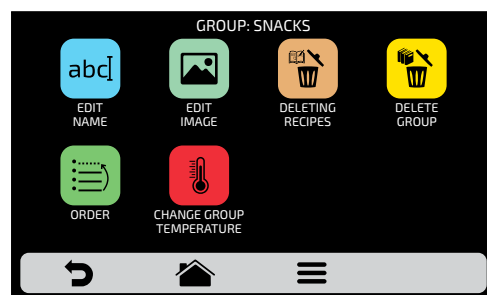 GROUP: SNACKS
abc
EDIT
NAME
EDIT
IMAGE
DELETING
RECIPES
DELETE
GROUP
ORDER
CHANGE GROUP
TEMPERATURE